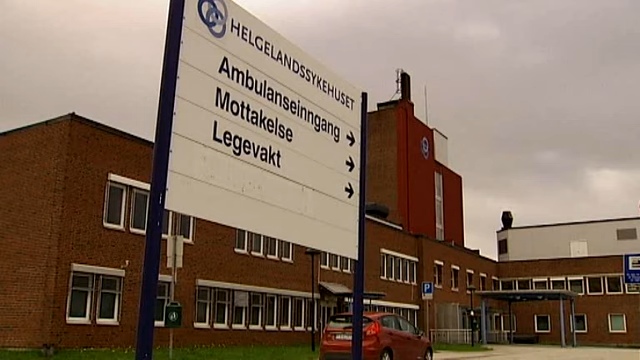 HELGELANDSSYKEHUSET
Ambulanseinngang
Mottakelse
Legevakt
P